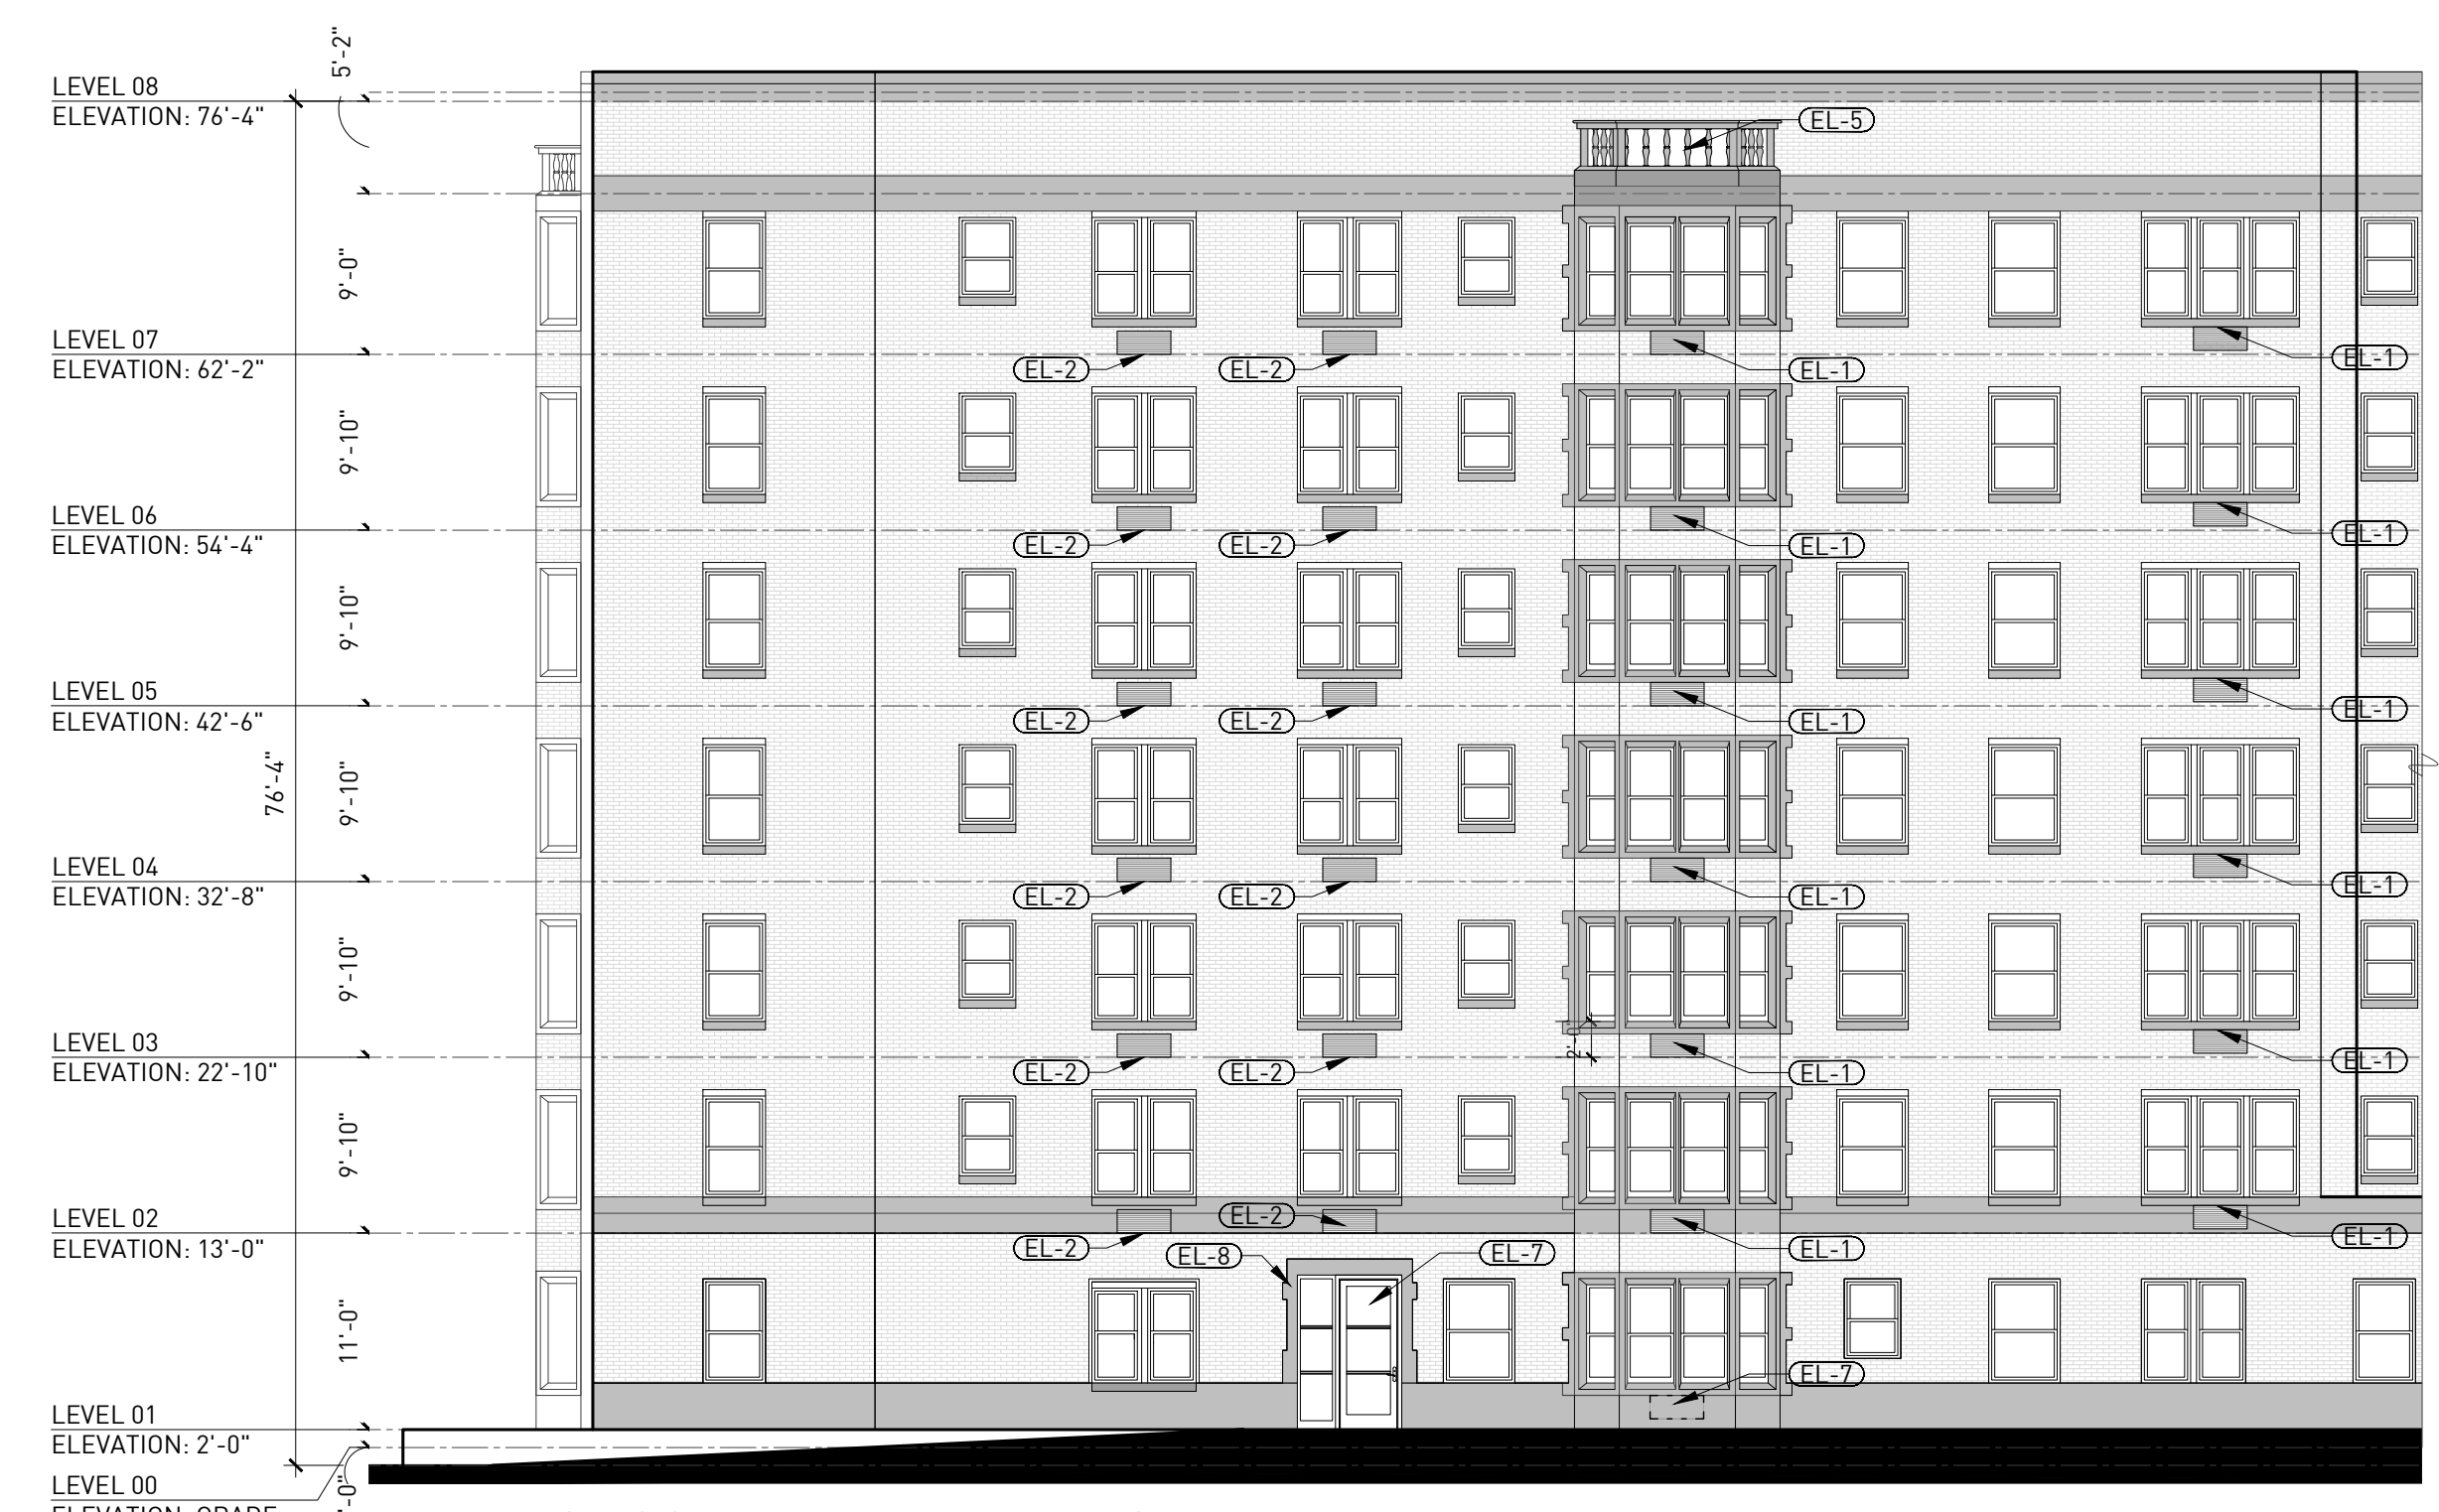 5'-2"
LEVEL 08
ELEVATION: 76'-4"
EL-5
9'-0"
LEVEL 07
ELEVATION: 62'-2"
EL-2 EL-2 EL-1 EL-1
9'-10"
LEVEL 06
ELEVATION: 54'-4"
EL-2 EL-2 EL-1 EL-1
9'-10"
LEVEL 05
ELEVATION: 42'-6"
EL-2 EL-2 EL-1 EL-1
76'-4"
9'-10"
LEVEL 04
ELEVATION: 32'-8"
EL-2 EL-2 EL-1 EL-1
9'-10"
2'-0"
LEVEL 03
ELEVATION: 22'-10"
EL-2 EL-2 EL-1 EL-1
9'-10"
LEVEL 02
ELEVATION: 13'-0"
EL-2
EL-2 EL-8 EL-7 EL-1 EL-1
11'-0"
EL-7
LEVEL 01
ELEVATION: 2'-0"
LEVEL 00